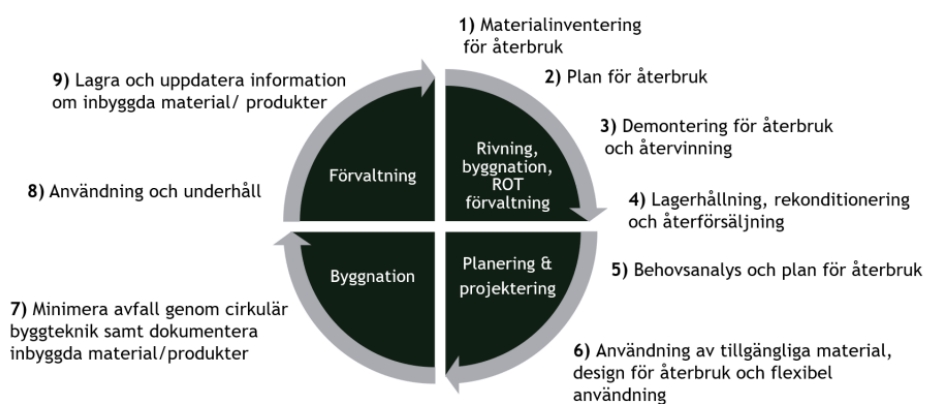 1) Materialinventering
för återbruk
2) Plan för återbruk
3) Demontering för återbruk
och återvinning
4) Lagerhållning, rekonditionering
och återförsäljning
5) Behovsanalys och plan för återbruk
6) Användning av tillgängliga material,
design för återbruk och flexibel
användning
7) Minimera avfall genom cirkulär
byggteknik samt dokumentera
inbyggda material/produkter
8) Användning och underhåll
9) Lagra och uppdatera information
om inbyggda material/ produkter
Rivning,
byggnation,
ROT
förvaltning
Planering &
projektering
Byggnation
Förvaltning